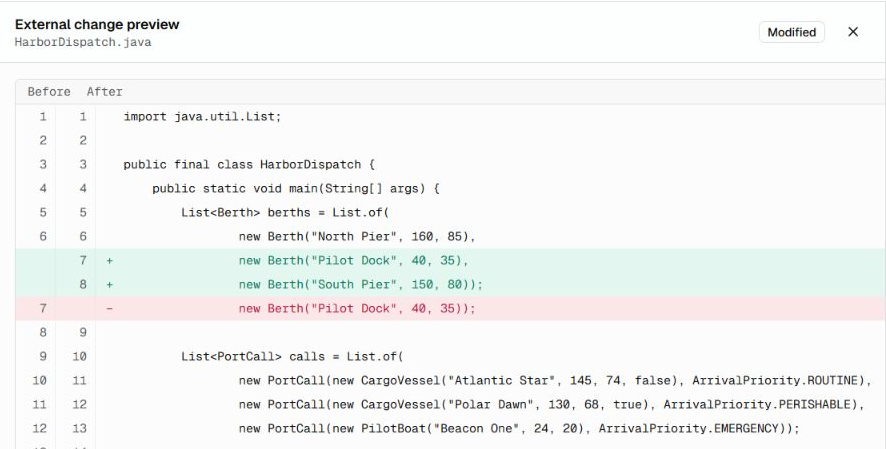 External change preview
HarborDispatch.java
Modified
Before After
1 1 import java.util.List;
2 2
3 3 public final class HarborDispatch {
4 4 public static void main(String[] args) {
5 5 List<Berth> berths = List.of(
6 6 new Berth("North Pier", 160, 85),
7 + new Berth("Pilot Dock", 40, 35),
8 + new Berth("South Pier", 150, 80));
7 - new Berth("Pilot Dock", 40, 35));
8 9
9 10 List<PortCall> calls = List.of(
10 11 new PortCall(new CargoVessel("Atlantic Star", 145, 74, false), ArrivalPriority.ROUTINE),
11 12 new PortCall(new CargoVessel("Polar Dawn", 130, 68, true), ArrivalPriority.PERISHABLE),
12 13 new PortCall(new PilotBoat("Beacon One", 24, 20), ArrivalPriority.EMERGENCY));